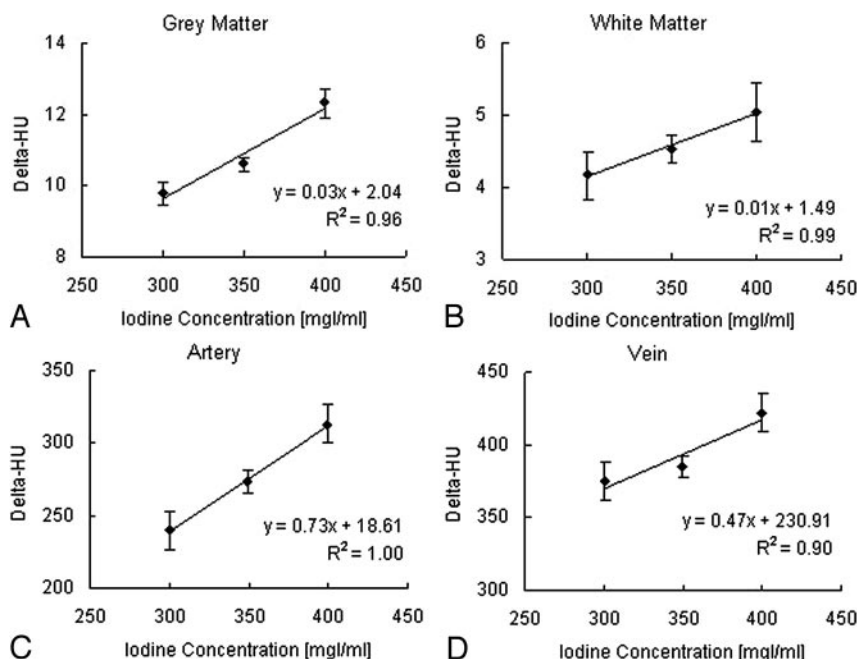 Grey Matter
14
12
10
8
Delta-HU
y = 0.03x + 2.04
R² = 0.96
250 300 350 400 450
Iodine Concentration [mgI/ml]
A
White Matter
6
5
4
3
Delta-HU
y = 0.01x + 1.49
R² = 0.99
250 300 350 400 450
Iodine Concentration [mgI/ml]
B
Artery
350
300
250
200
Delta-HU
y = 0.73x + 18.61
R² = 1.00
250 300 350 400 450
Iodine Concentration [mgI/ml]
C
Vein
450
400
350
300
Delta-HU
y = 0.47x + 230.91
R² = 0.90
250 300 350 400 450
Iodine Concentration [mgI/ml]
D